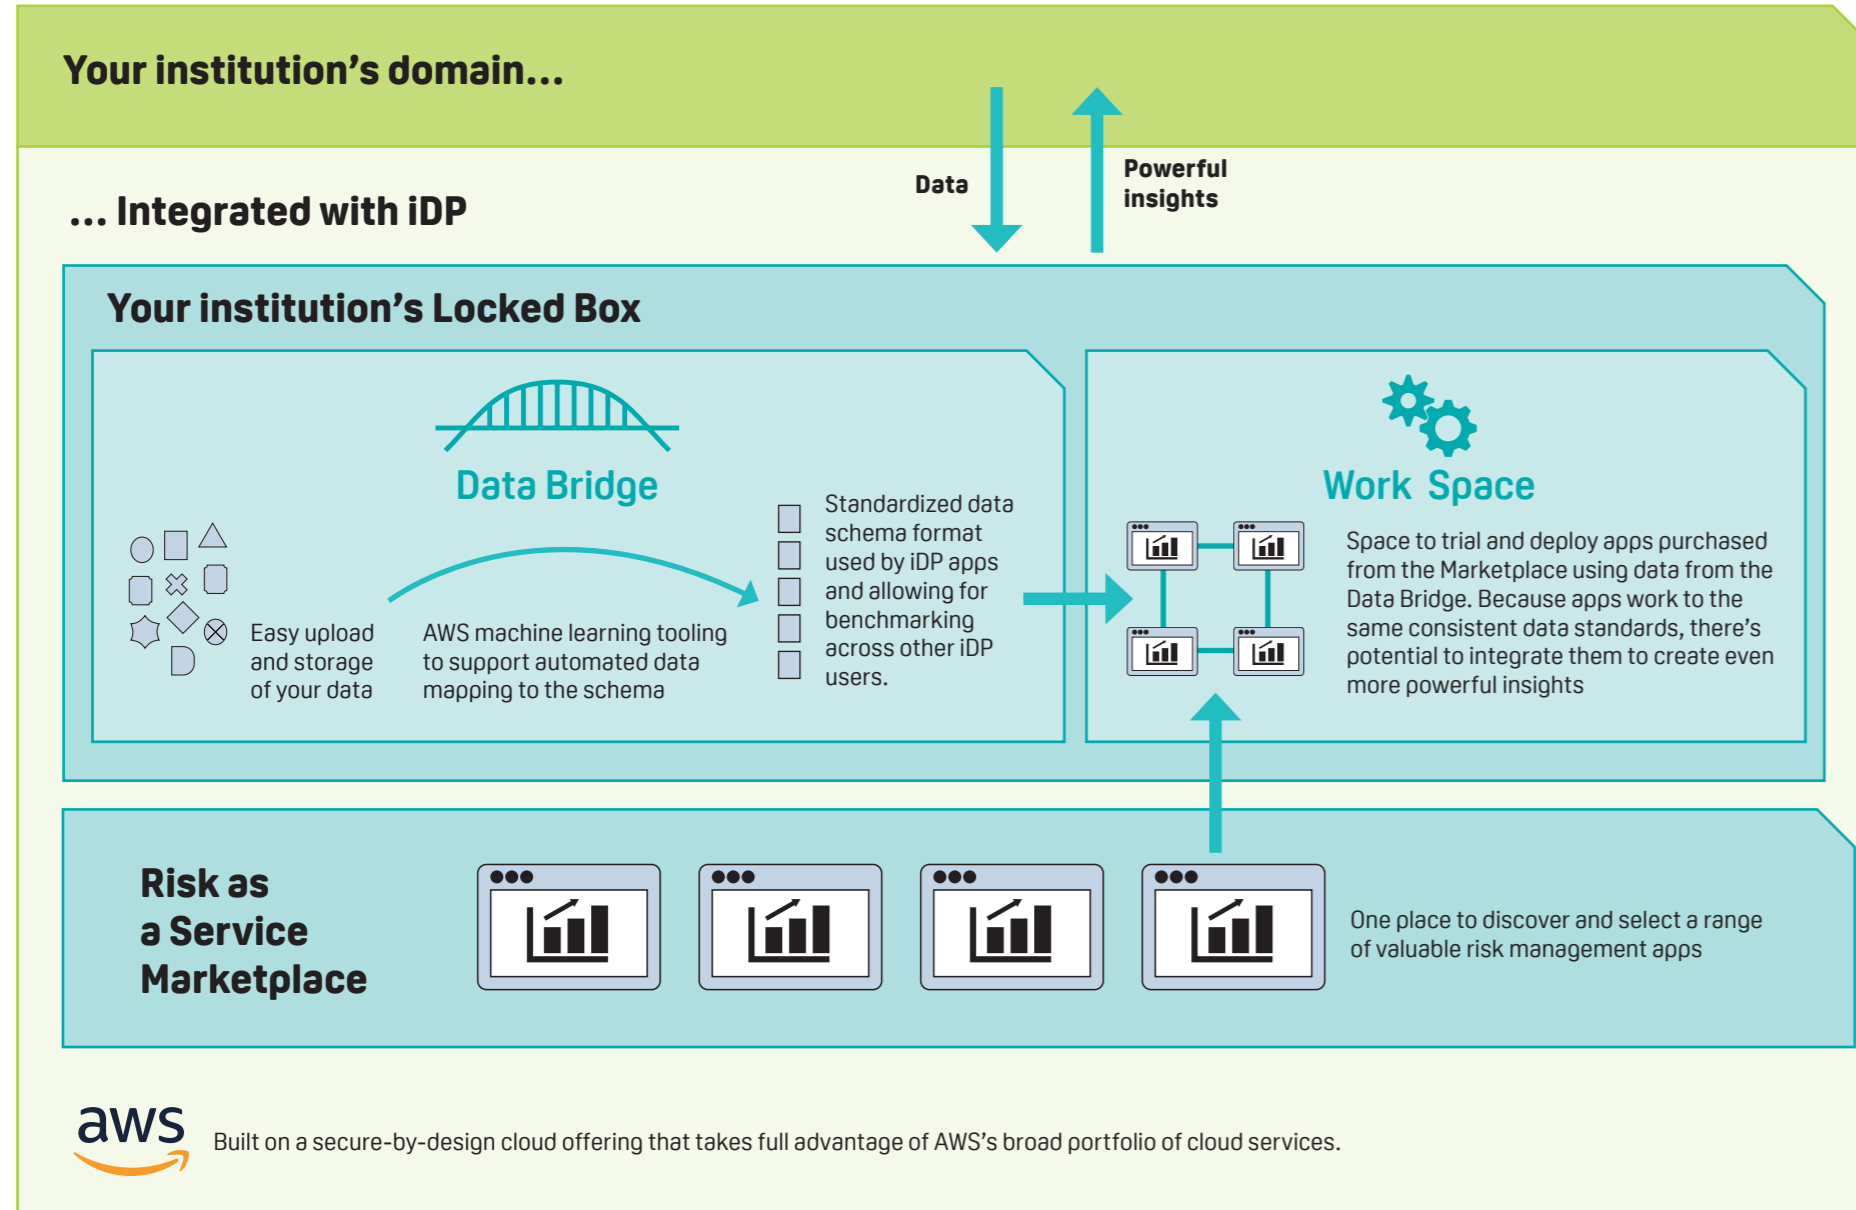 Your institution’s domain...
Data
Powerful
insights
... Integrated with iDP
Your institution’s Locked Box
Data Bridge
Easy upload
and storage
of your data
AWS machine learning tooling
to support automated data
mapping to the schema
Standardized data
schema format
used by iDP apps
and allowing for
benchmarking
across other iDP
users.
Work Space
Space to trial and deploy apps purchased
from the Marketplace using data from the
Data Bridge. Because apps work to the
same consistent data standards, there’s
potential to integrate them to create even
more powerful insights
Risk as
a Service
Marketplace
One place to discover and select a range
of valuable risk management apps
aws
Built on a secure-by-design cloud offering that takes full advantage of AWS’s broad portfolio of cloud services.